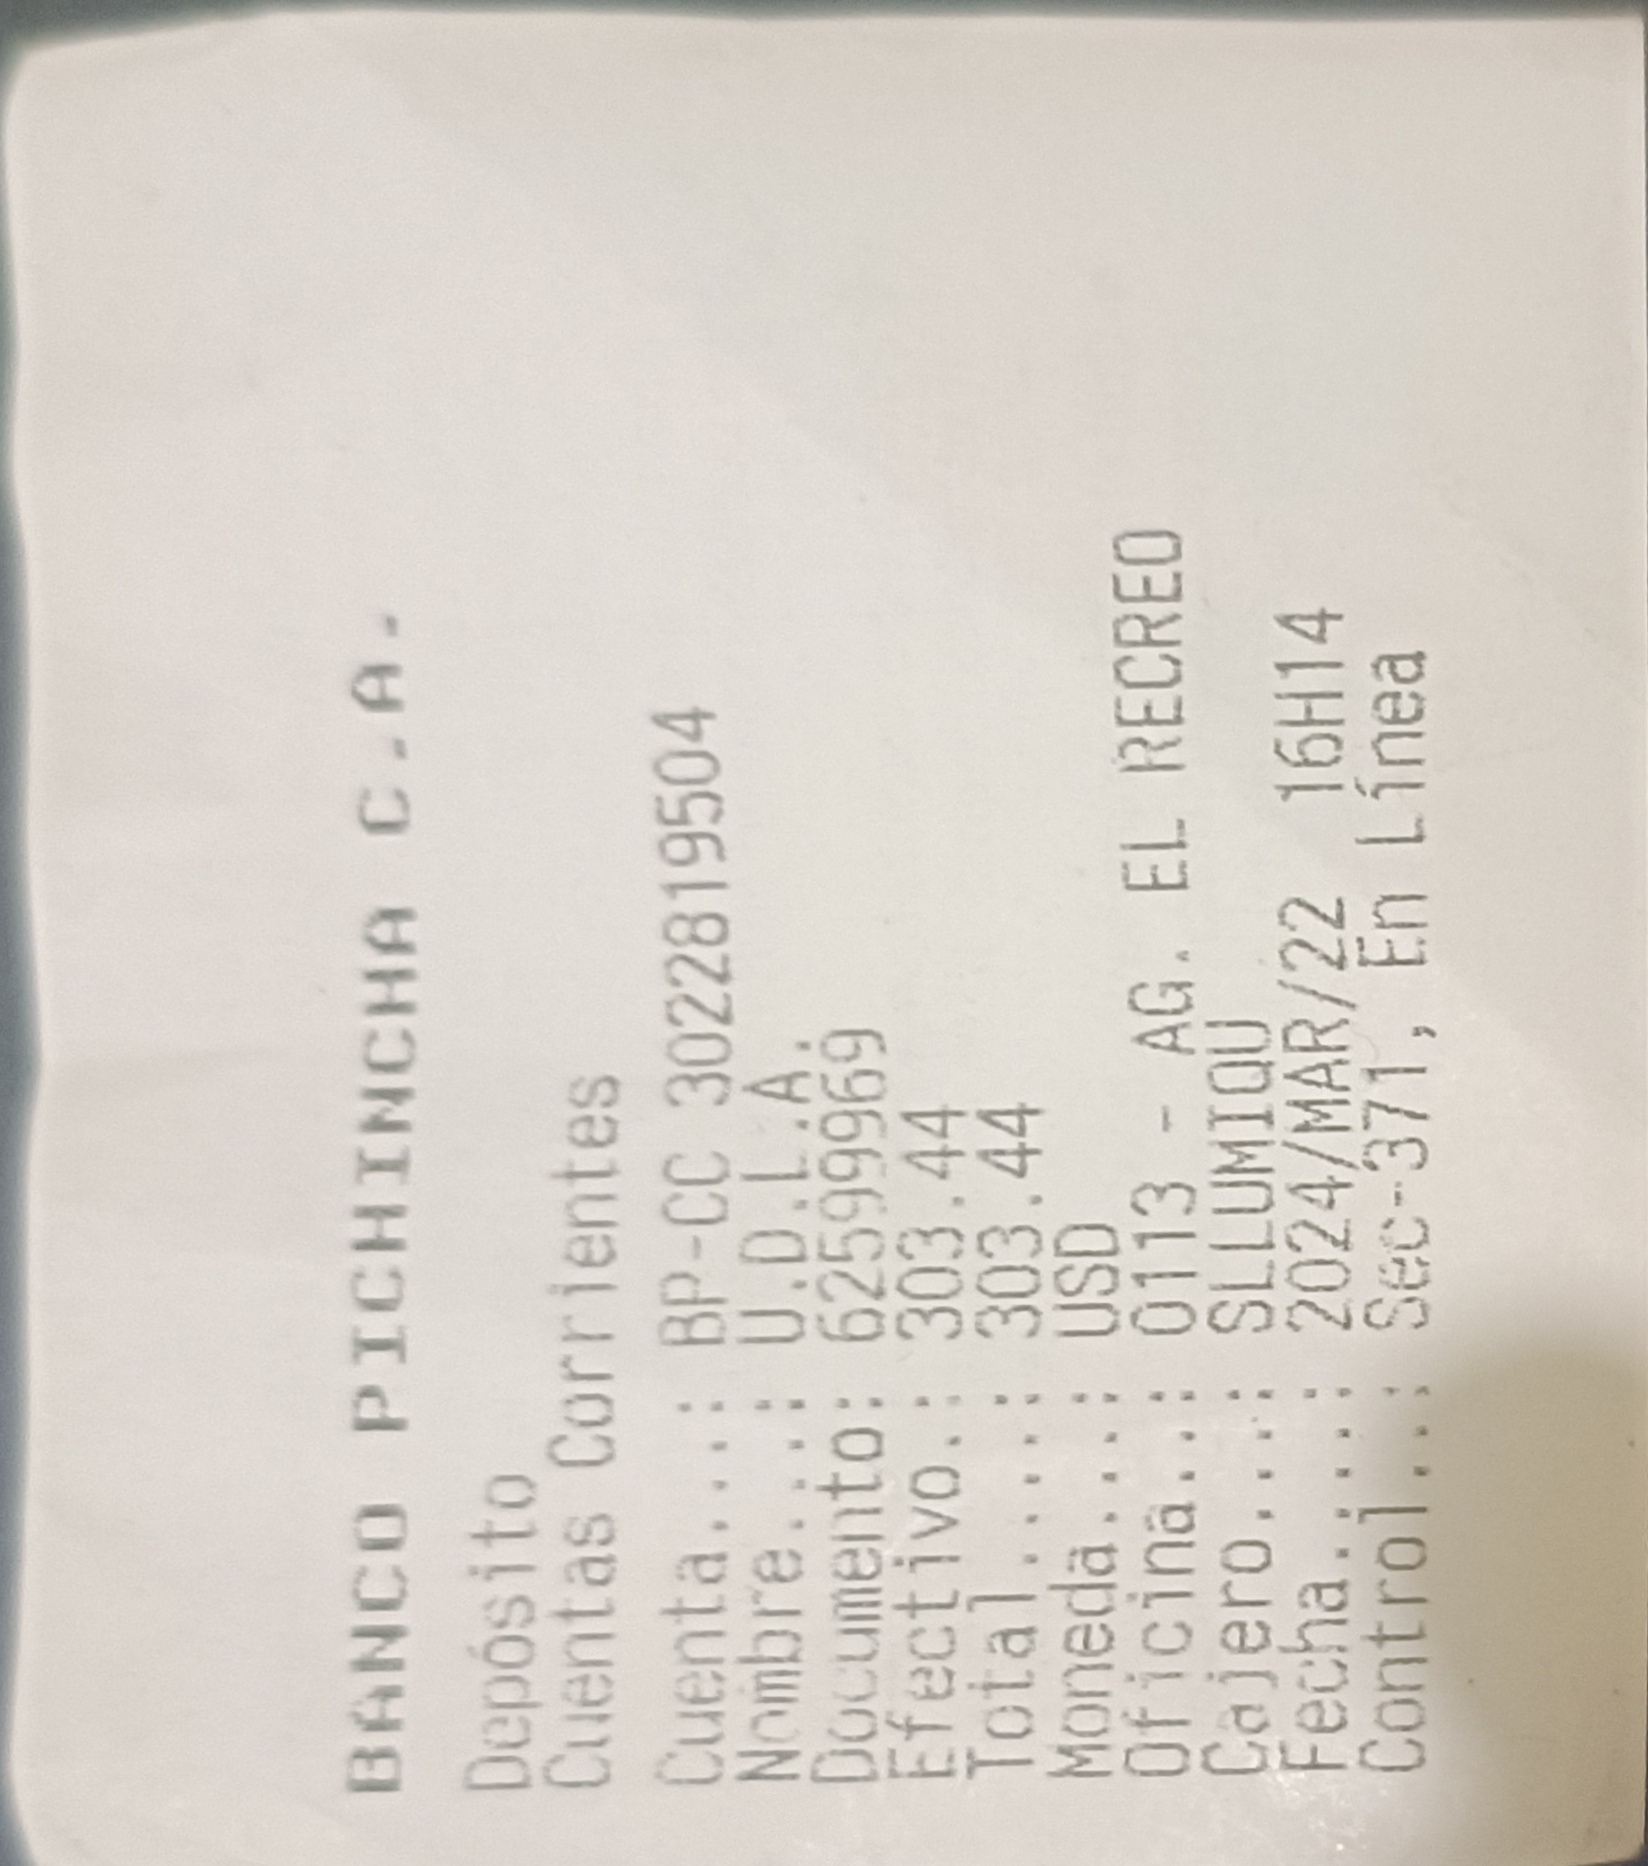 BANCO PICHINCHA C.A.
Depósito
Cuentas Corrientes
Cuenta....: BP-CC 3022819504
Nombre....: U.D.L.A.
Documento: 62599969
Efectivo.: 303.44
Total.....: 303.44
Moneda....: USD
Oficina...: 0113 - AG. EL RECREO
Cajero....: SLLUMIQU
Fecha.....: 2024/MAR/22 16H14
Control...: Sec-371, En Línea